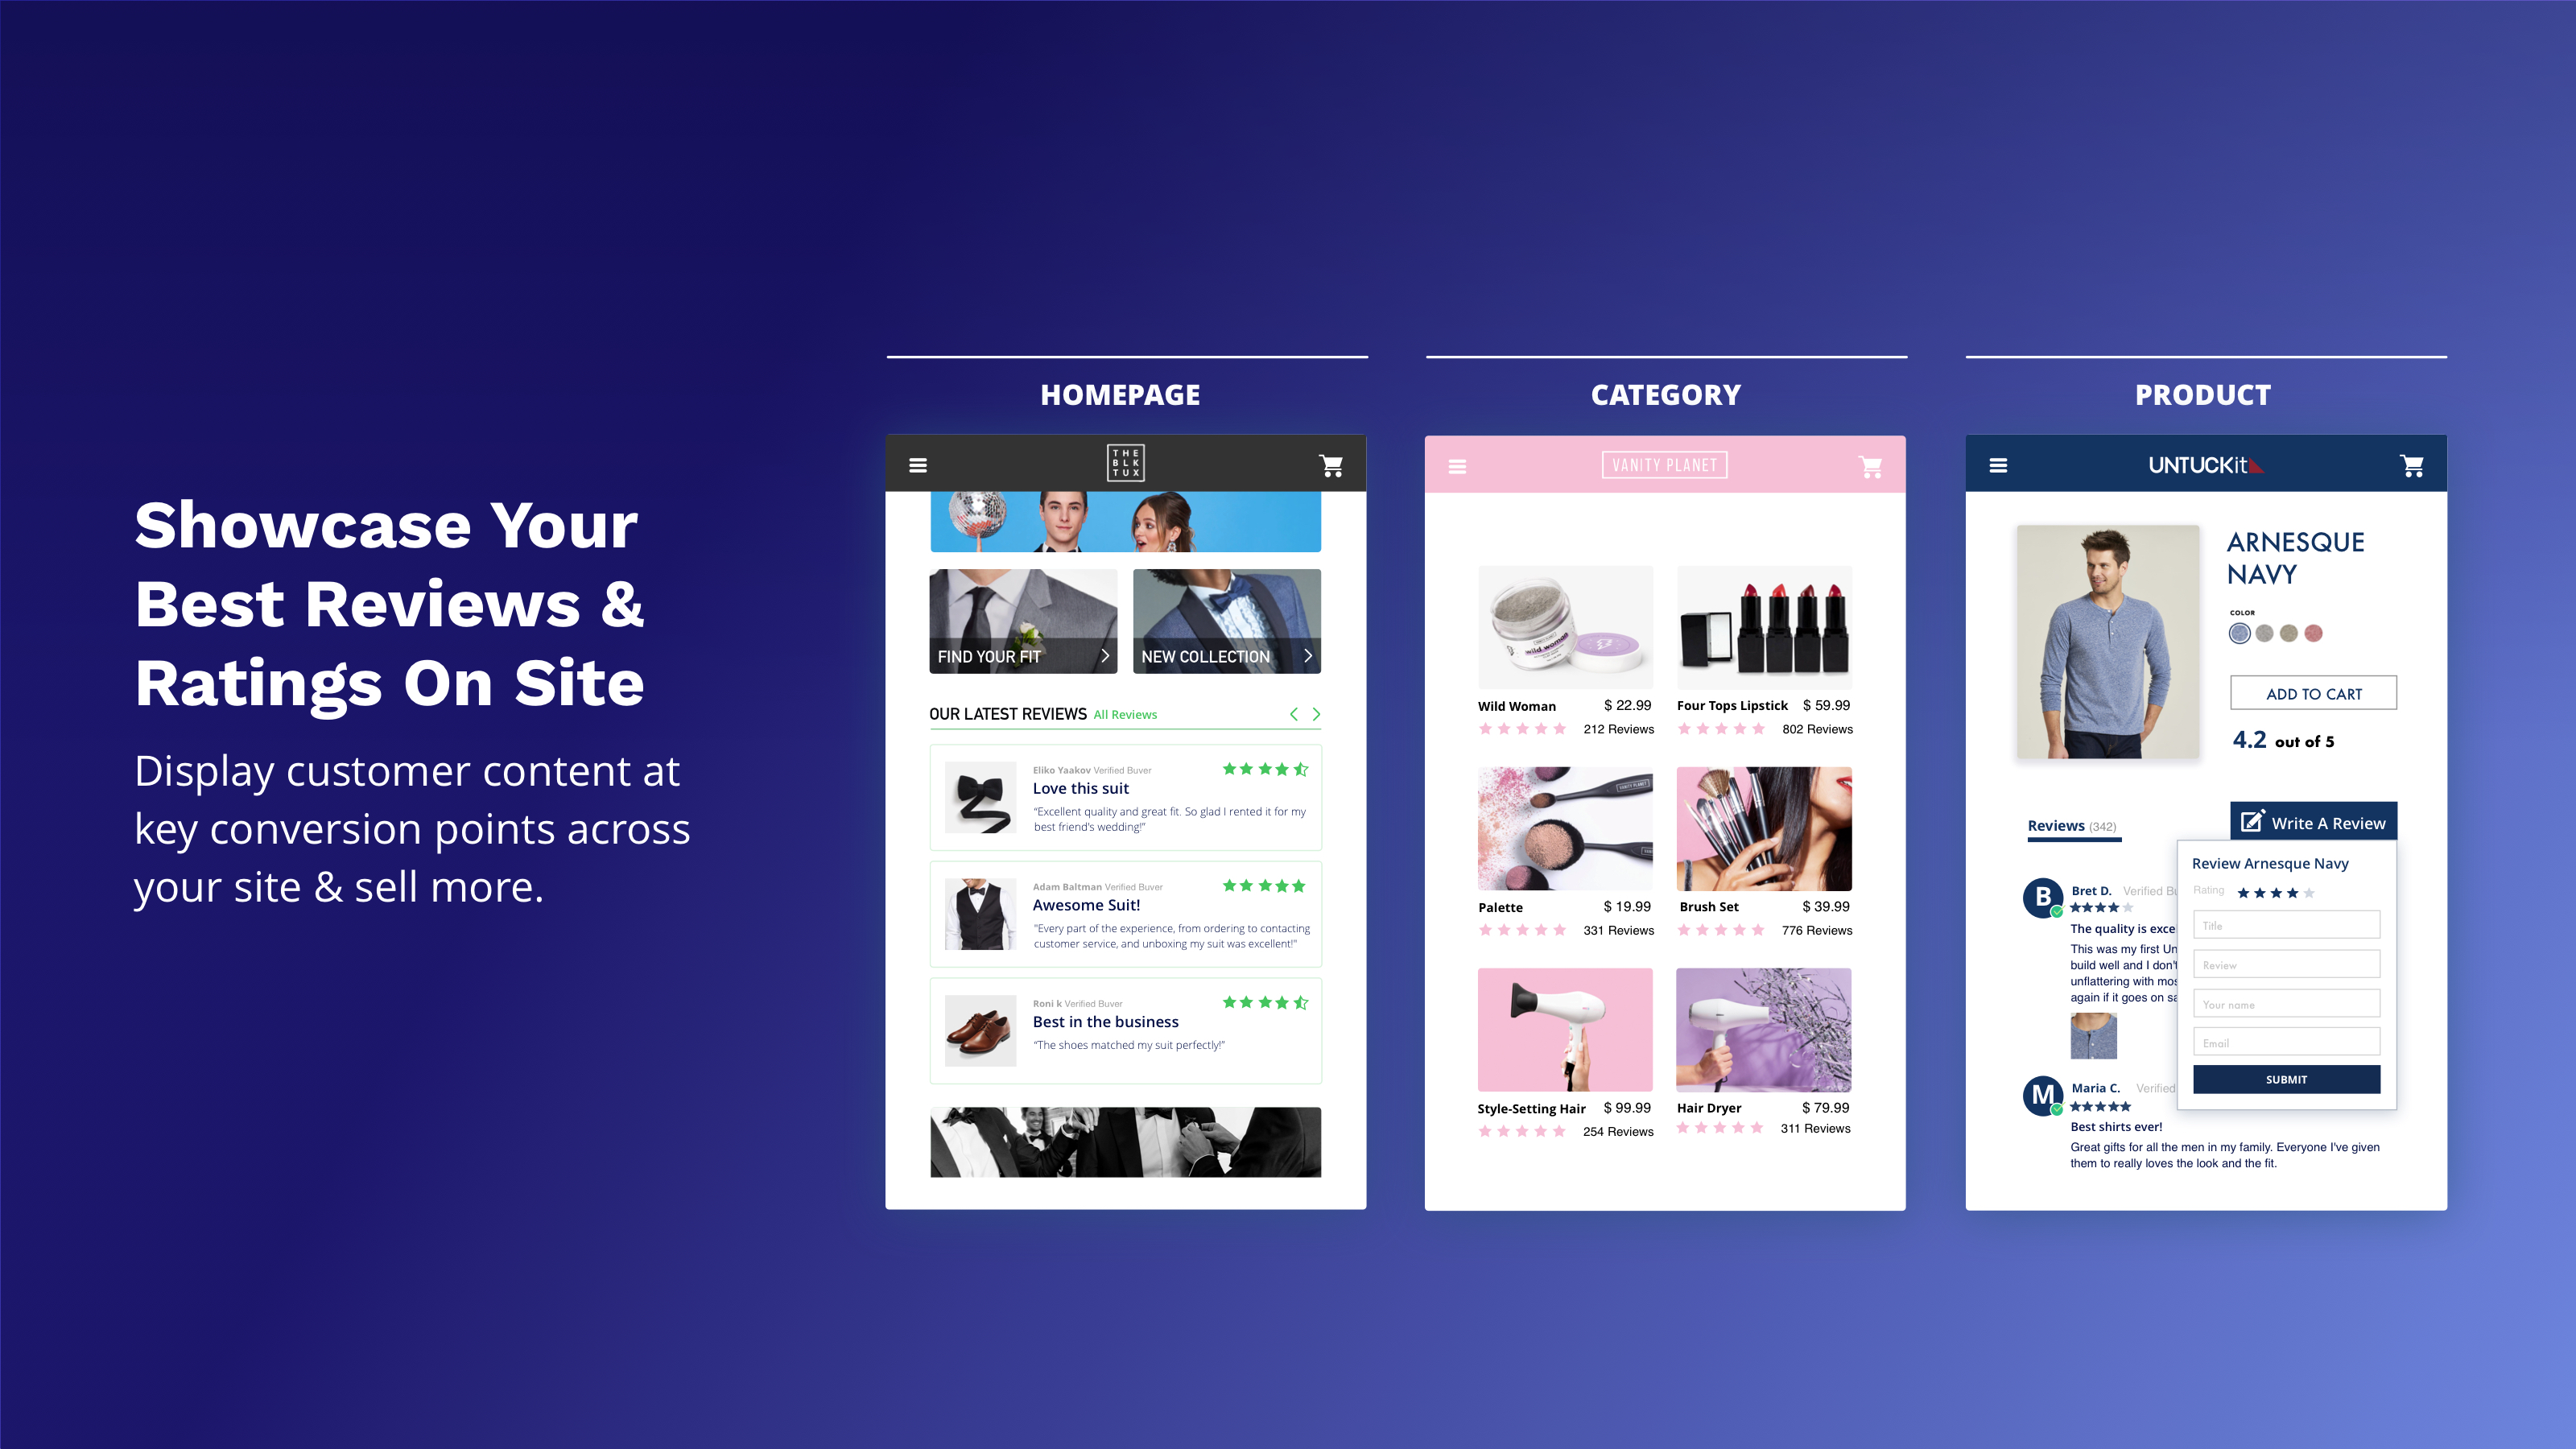 Showcase Your
Best Reviews &
Ratings On Site
Display customer content at
key conversion points across
your site & sell more.
HOMEPAGE
THE
BLK
TUX
FIND YOUR FIT
NEW COLLECTION
OUR LATEST REVIEWS All Reviews
Eliko Yaakov Verified Buver
Love this suit
"Excellent quality and great fit. So glad I rented it for my
best friend's wedding!"
Adam Baltman Verified Buyer
Awesome Suit!
"Every part of the experience, from ordering to contacting
customer service, and unboxing my suit was excellent!"
Roni k Verified Buyer
Best in the business
"The shoes matched my suit perfectly!"
CATEGORY
VANITY PLANET
wild woman
Wild Woman $ 22.99
212 Reviews
Four Tops Lipstick $ 59.99
802 Reviews
VANITY PLANET
Palette $ 19.99
331 Reviews
Brush Set $ 39.99
776 Reviews
Style-Setting Hair $ 99.99
254 Reviews
Hair Dryer $ 79.99
311 Reviews
PRODUCT
UNTUCKit
ARNESQUE
NAVY
COLOR
ADD TO CART
4.2 out of 5
Reviews (342)
Write A Review
Review Arnesque Navy
Rating
Title
Review
Your name
Email
SUBMIT
B
Bret D. Verified Bu
The quality is exce
This was my first Un
build well and I don't
unflattering with mos
again if it goes on sa
M
Maria C. Verified
Best shirts ever!
Great gifts for all the men in my family. Everyone I've given
them to really loves the look and the fit.